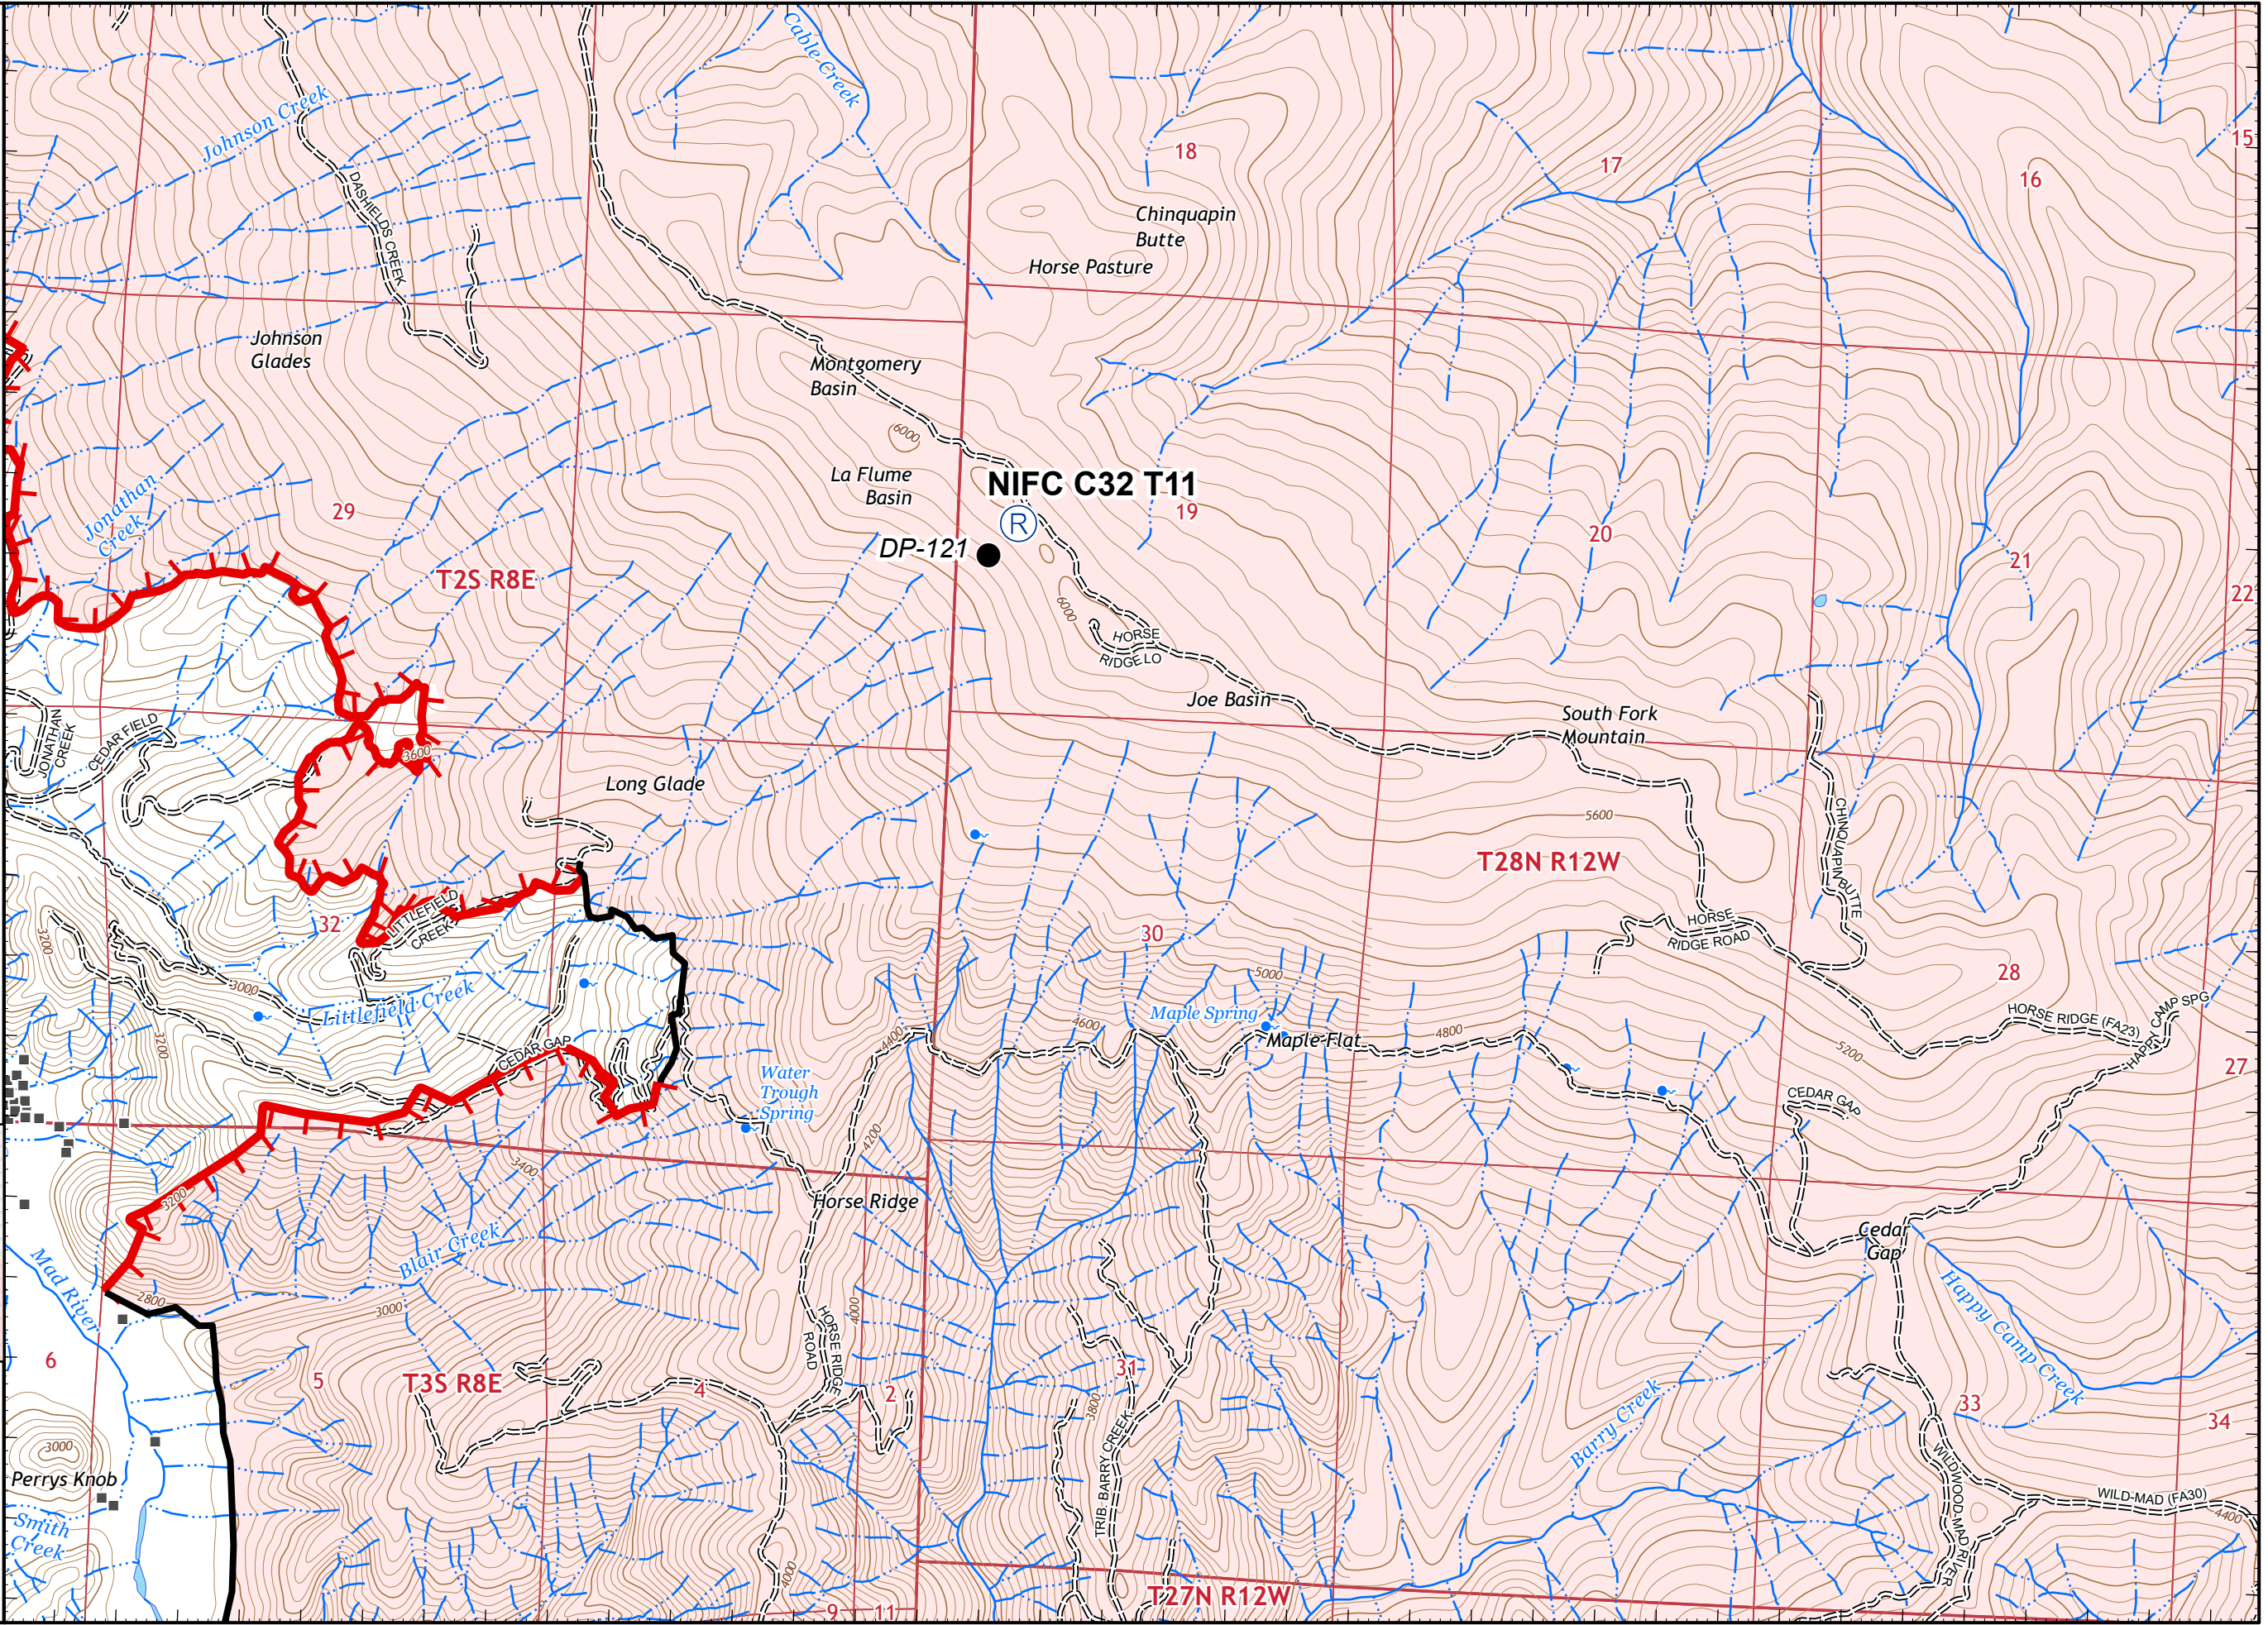 Cable Creek
Johnson Creek
15
18
17
16
DASHIELDS CREEK
Chinquapin
Butte
Horse Pasture
Johnson
Glades
Montgomery
Basin
6000
La Flume
Basin
NIFC C32 T11
R
Jonathan
Creek
29
19
20
DP-121
21
T2S R8E
22
6000
HORSE
RIDGE LO
Joe Basin
South Fork
Mountain
JONATHAN
CREEK
CEDAR FIELD
3600
Long Glade
5600
CHINQUAPIN
BUTTE
T28N R12W
32
LITTLEFIELD
CREEK
HORSE
RIDGE ROAD
30
3200
28
5000
3000
Littlefield Creek
Maple Spring
HORSE RIDGE (FA23)
HAPPY CAMP SPG
4600
4400
4800
Maple Flat
3200
CEDAR GAP
5200
27
Water
Trough
Spring
CEDAR GAP
4200
3400
3200
Horse Ridge
Cedar
Gap
Mad River
Blair Creek
2800
3000
4000
HORSE RIDGE
ROAD
Happy Camp Creek
6
5
T3S R8E
4
2
31
3800
33
34
Barry Creek
3000
Perrys Knob
TRIB. BARRY CREEK
WILDWOOD-MAD RIVER
WILD-MAD (FA30)
4400
Smith
Creek
4000
T27N R12W
9
11